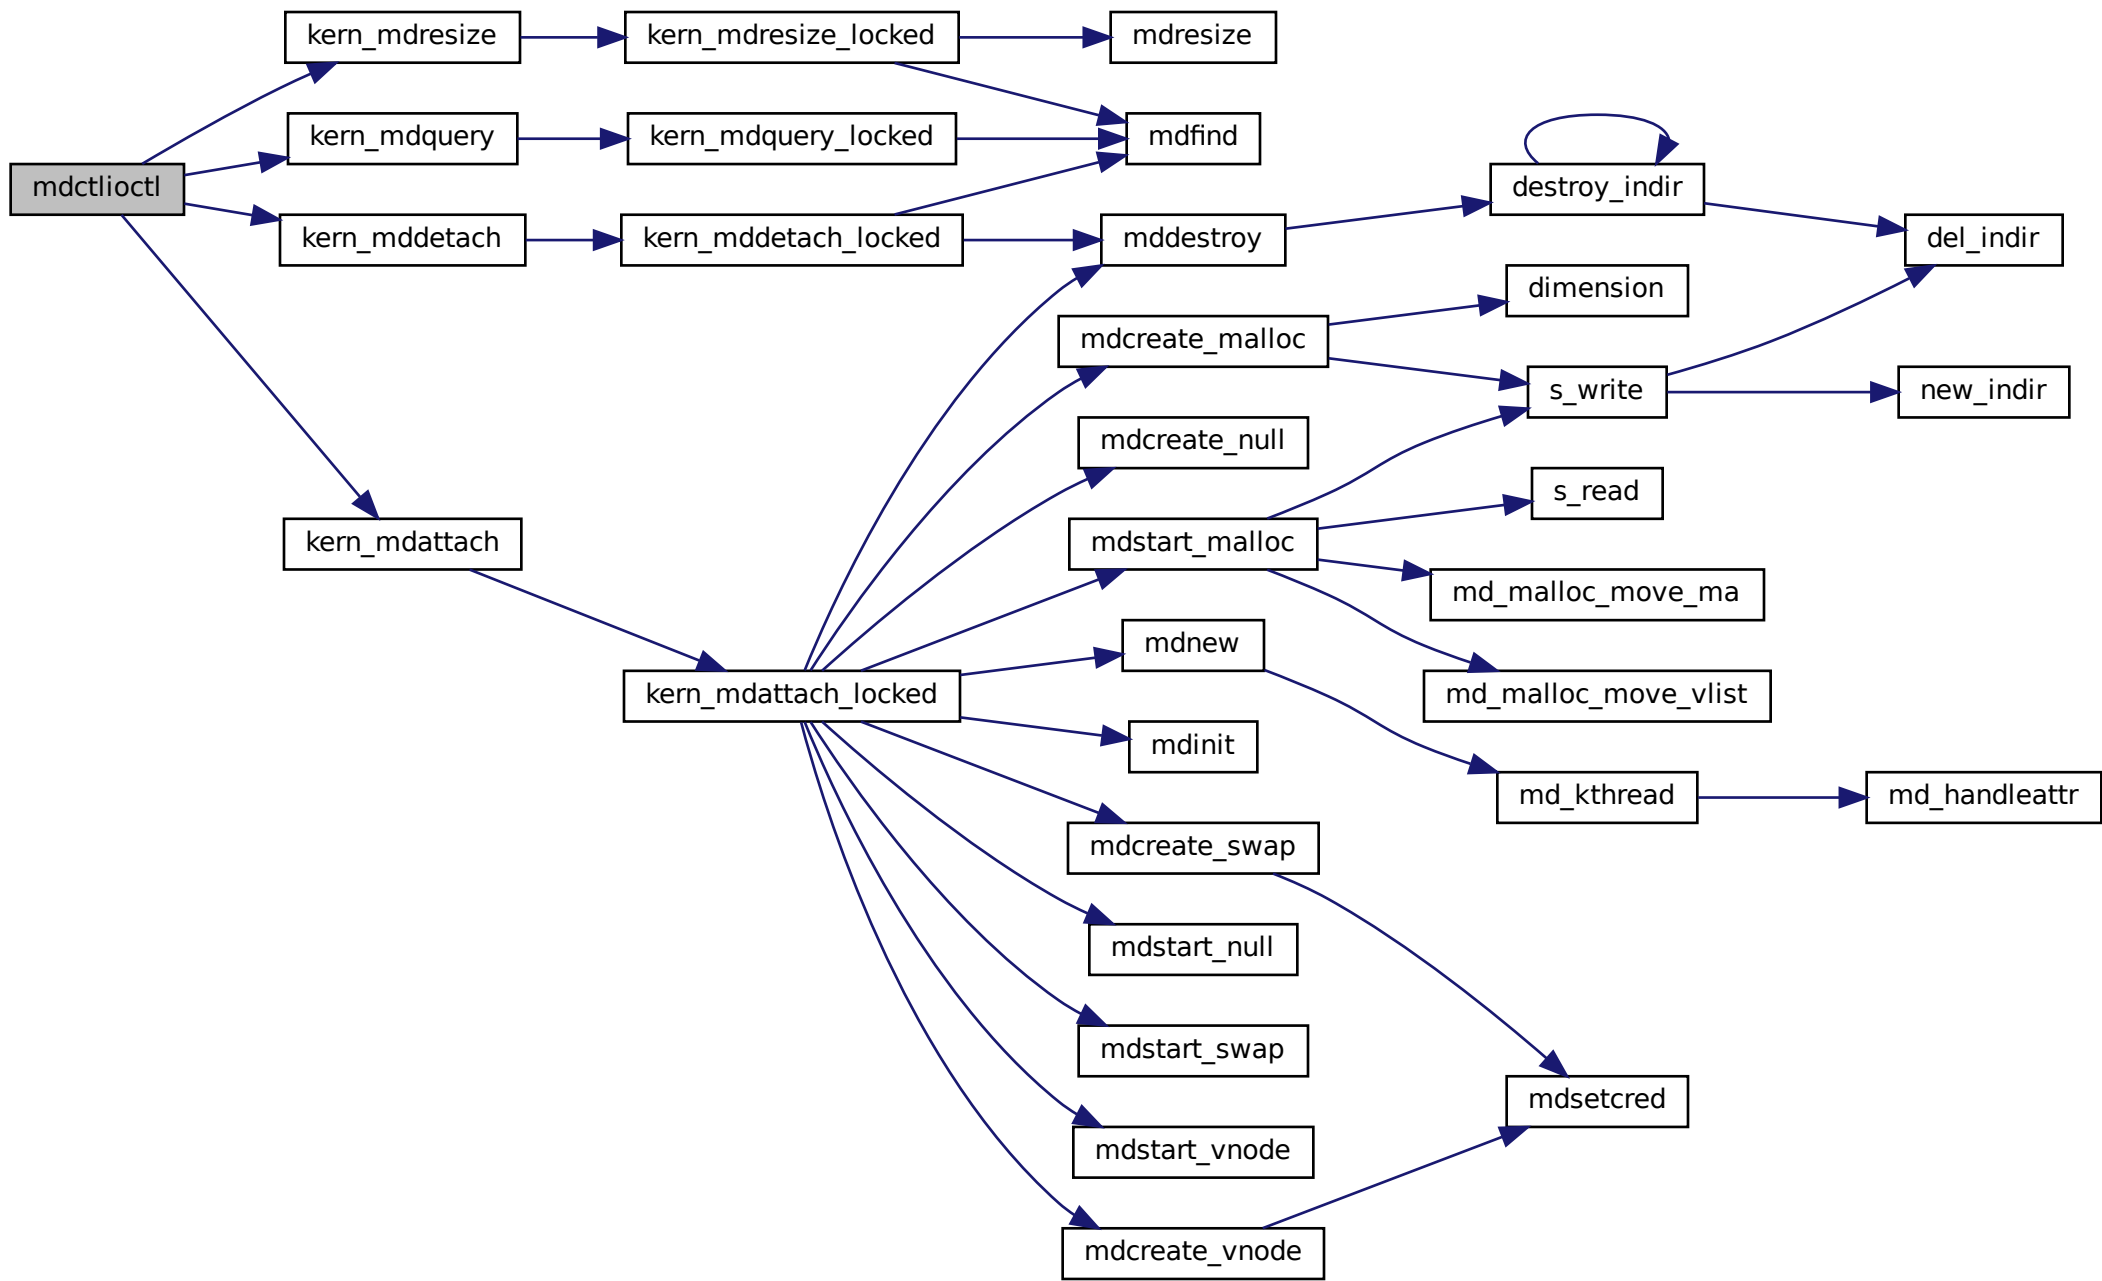 mdctlioctl
kern_mdresize
kern_mdquery
kern_mddetach
kern_mdattach
kern_mdresize_locked
kern_mdquery_locked
kern_mddetach_locked
kern_mdattach_locked
mdresize
mdfind
mddestroy
mdcreate_malloc
mdcreate_null
mdstart_malloc
mdnew
mdinit
mdcreate_swap
mdstart_null
mdstart_swap
mdstart_vnode
mdcreate_vnode
destroy_indir
dimension
s_write
s_read
md_malloc_move_ma
md_malloc_move_vlist
md_kthread
mdsetcred
del_indir
new_indir
md_handleattr